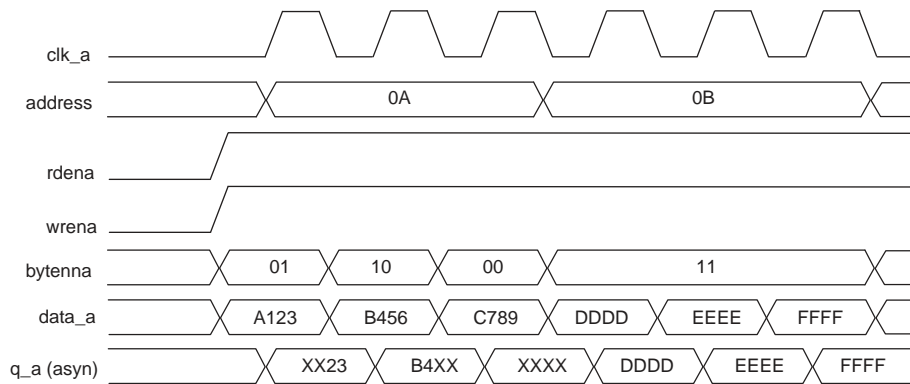 clk_a
address 0A 0B
rdena
wrena
bytenna 01 10 00 11
data_a A123 B456 C789 DDDD EEEE FFFF
q_a (asyn) XX23 B4XX XXXX DDDD EEEE FFFF